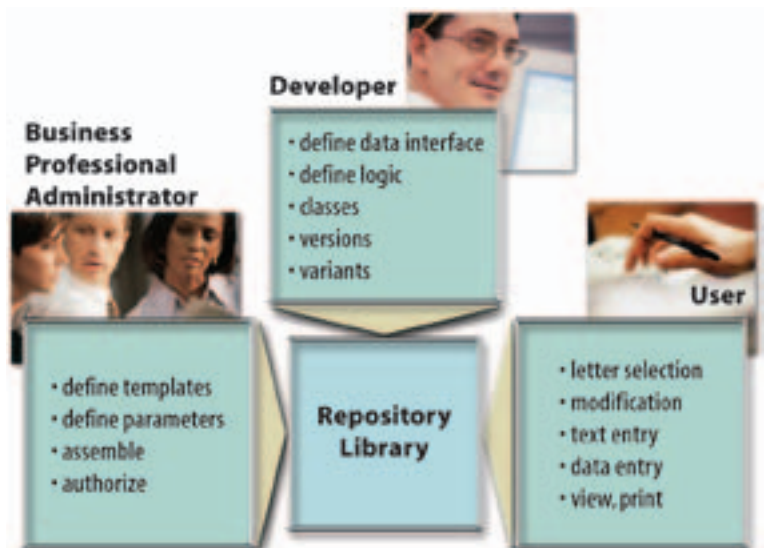 Developer
• define data interface
• define logic
• classes
• versions
• variants
Business
Professional
Administrator
• define templates
• define parameters
• assemble
• authorize
Repository
Library
User
• letter selection
• modification
• text entry
• data entry
• view, print